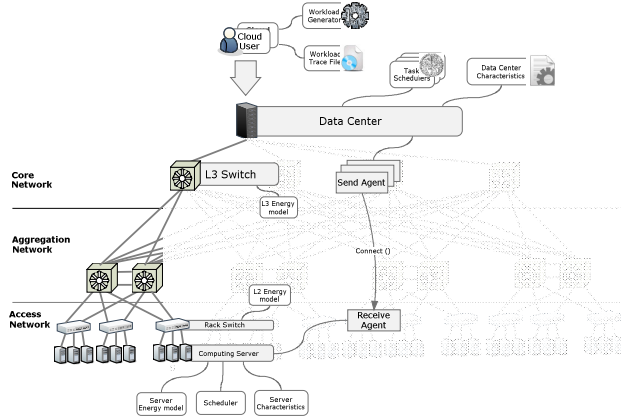 Workload
Generator
Cloud
User
Workload
Trace File
Task
Schedulers
Data Center
Characteristics
Data Center
Core
Network
L3 Switch
Send Agent
L3 Energy
model
Aggregation
Network
Connect ()
L2 Energy
model
Access
Network
Rack Switch
Receive
Agent
Computing Server
Server
Energy model
Scheduler
Server
Characteristics